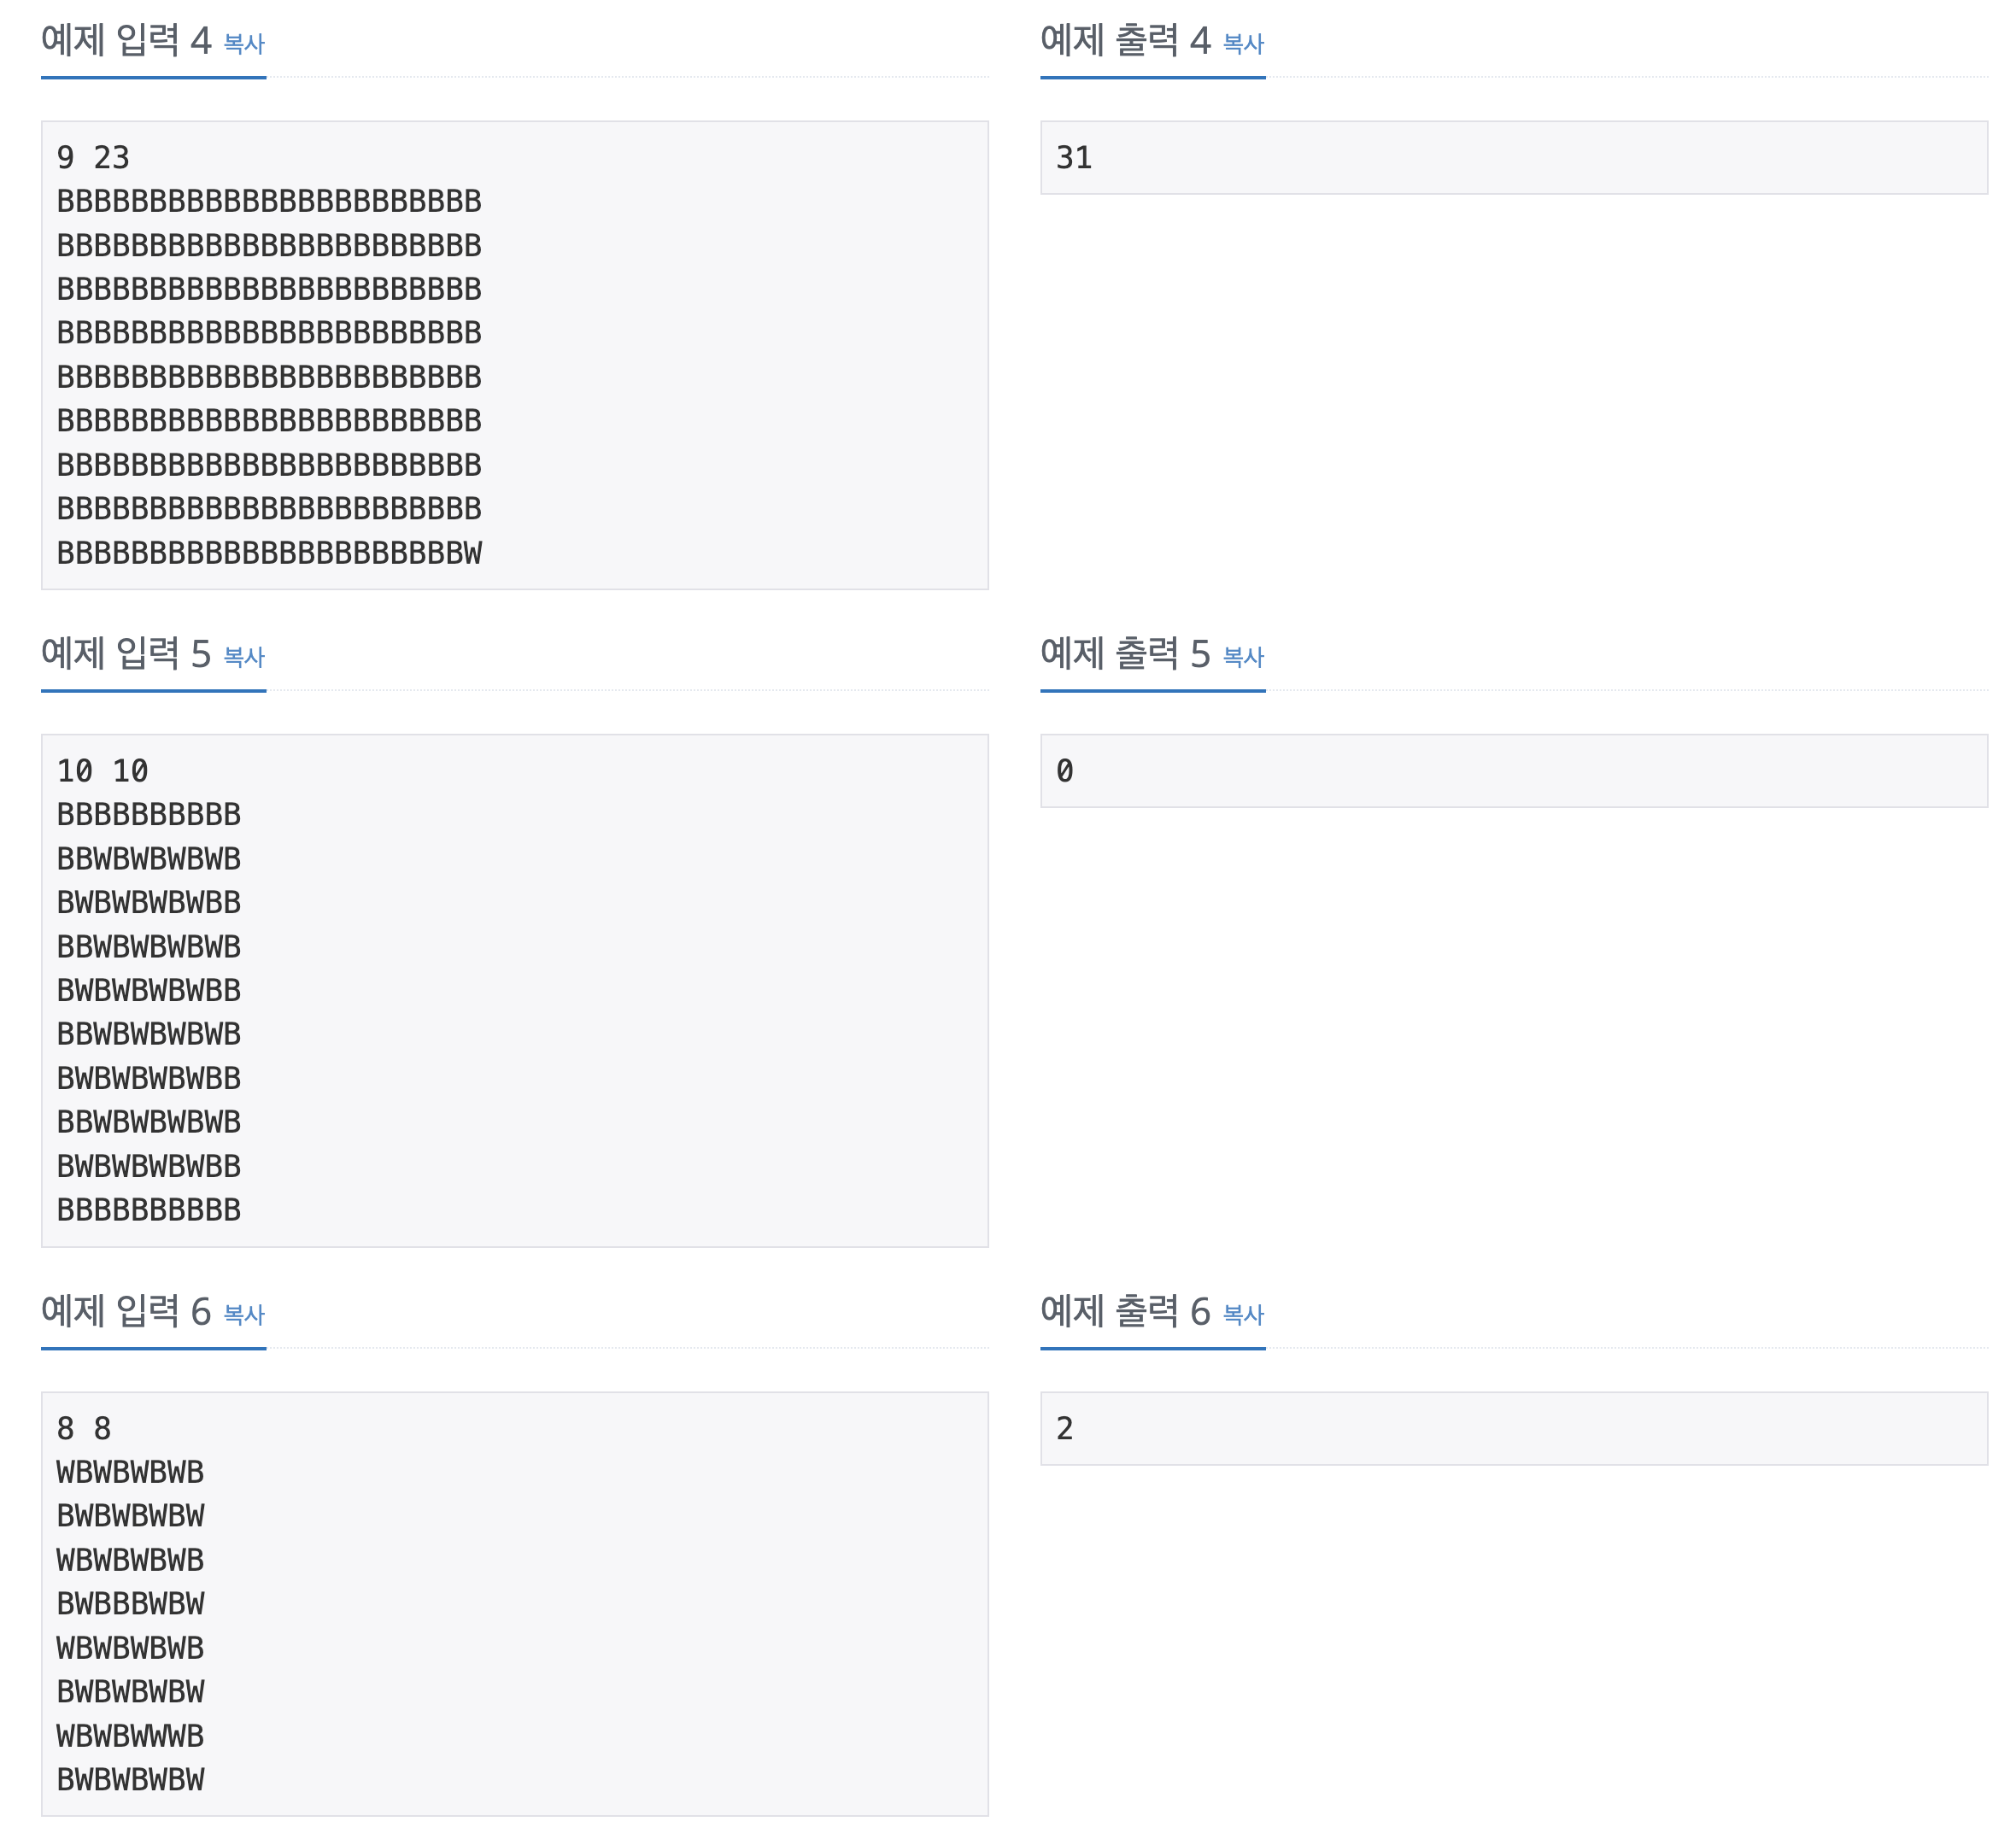 예제 입력 4 복사
예제 출력 4 복사
9 23
BBBBBBBBBBBBBBBBBBBBBBB
BBBBBBBBBBBBBBBBBBBBBBB
BBBBBBBBBBBBBBBBBBBBBBB
BBBBBBBBBBBBBBBBBBBBBBB
BBBBBBBBBBBBBBBBBBBBBBB
BBBBBBBBBBBBBBBBBBBBBBB
BBBBBBBBBBBBBBBBBBBBBBB
BBBBBBBBBBBBBBBBBBBBBBB
BBBBBBBBBBBBBBBBBBBBBBW
31
예제 입력 5 복사
예제 출력 5 복사
10 10
BBBBBBBBBB
BBWBWBWBWB
BWBWBWBWBB
BBWBWBWBWB
BWBWBWBWBB
BBWBWBWBWB
BWBWBWBWBB
BBWBWBWBWB
BWBWBWBWBB
BBBBBBBBBB
0
예제 입력 6 복사
예제 출력 6 복사
8 8
WBWBWBWB
BWBWBWBW
WBWBWBWB
BWBBBWBW
WBWBWBWB
BWBWBWBW
WBWBWWWB
BWBWBWBW
2